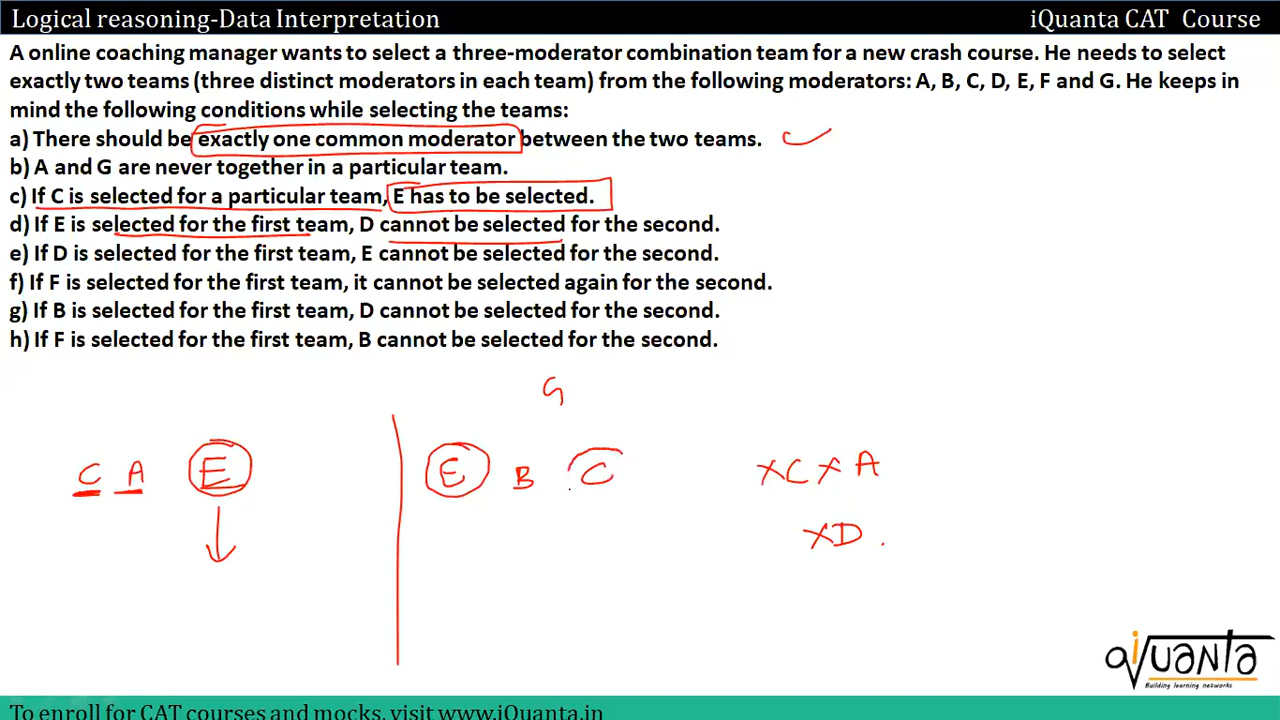 Logical reasoning-Data Interpretation
iQuanta CAT Course
A online coaching manager wants to select a three-moderator combination team for a new crash course. He needs to select
exactly two teams (three distinct moderators in each team) from the following moderators: A, B, C, D, E, F and G. He keeps in
mind the following conditions while selecting the teams:
a) There should be exactly one common moderator between the two teams.
b) A and G are never together in a particular team.
c) If C is selected for a particular team, E has to be selected.
d) If E is selected for the first team, D cannot be selected for the second.
e) If D is selected for the first team, E cannot be selected for the second.
f) If F is selected for the first team, it cannot be selected again for the second.
g) If B is selected for the first team, D cannot be selected for the second.
h) If F is selected for the first team, B cannot be selected for the second.
G
C A E E B C XC XA
XD .
iQuanta
Building learning networks
To enroll for CAT courses and mocks, visit www.iQuanta.in